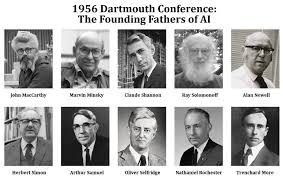 1956 Dartmouth Conference:
The Founding Fathers of AI
John MacCarthy
Marvin Minsky
Claude Shannon
Ray Solomonoff
Alan Newell
Herbert Simon
Arthur Samuel
Oliver Selfridge
Nathaniel Rochester
Trenchard More